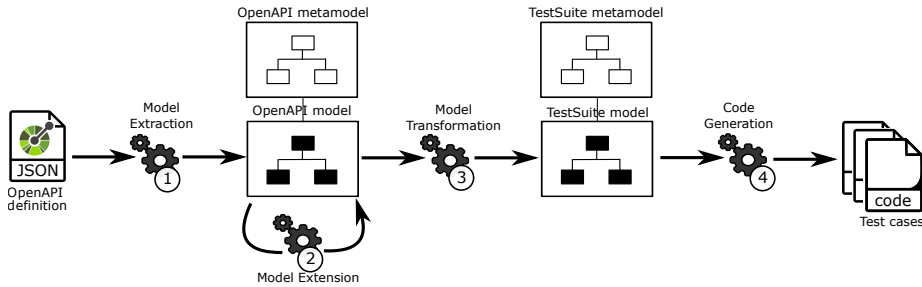 OpenAPI metamodel
TestSuite metamodel
Model
Extraction
OpenAPI model
Model
Transformation
TestSuite model
Code
Generation
JSON
1
3
4
code
OpenAPI
definition
Test cases
2
Model Extension